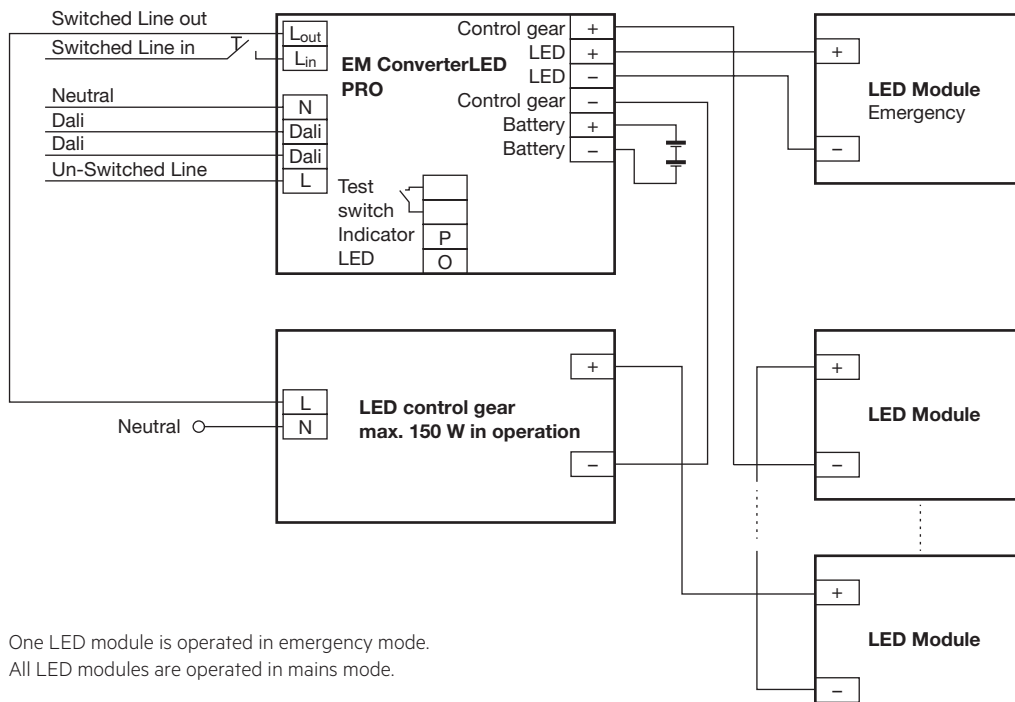 Switched Line out
Switched Line in
Neutral
Dali
Dali
Un-Switched Line
Lout
Lin
N
Dali
Dali
L
EM ConverterLED
PRO
Test
switch
Indicator
LED
P
O
Control gear +
LED +
LED –
Control gear –
Battery +
Battery –
+
–
LED Module
Emergency
L
N
Neutral
LED control gear
max. 150 W in operation
+
–
+
–
LED Module
+
–
LED Module
One LED module is operated in emergency mode.
All LED modules are operated in mains mode.